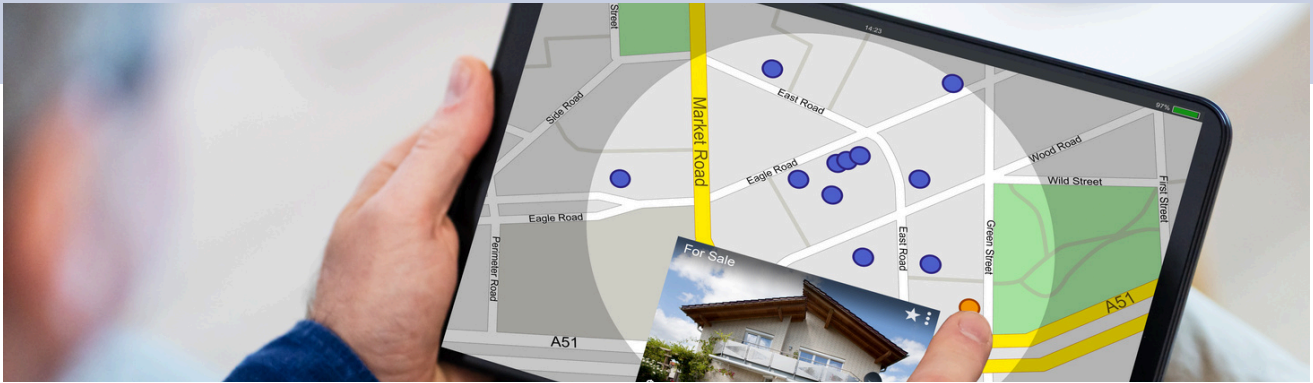 Street
14:23
97%
Side Road
East Road
Market Road
Eagle Road
Wood Road
Wild Street
First Street
Eagle Road
Perimeter Road
East Road
Green Street
For Sale
A51
A51